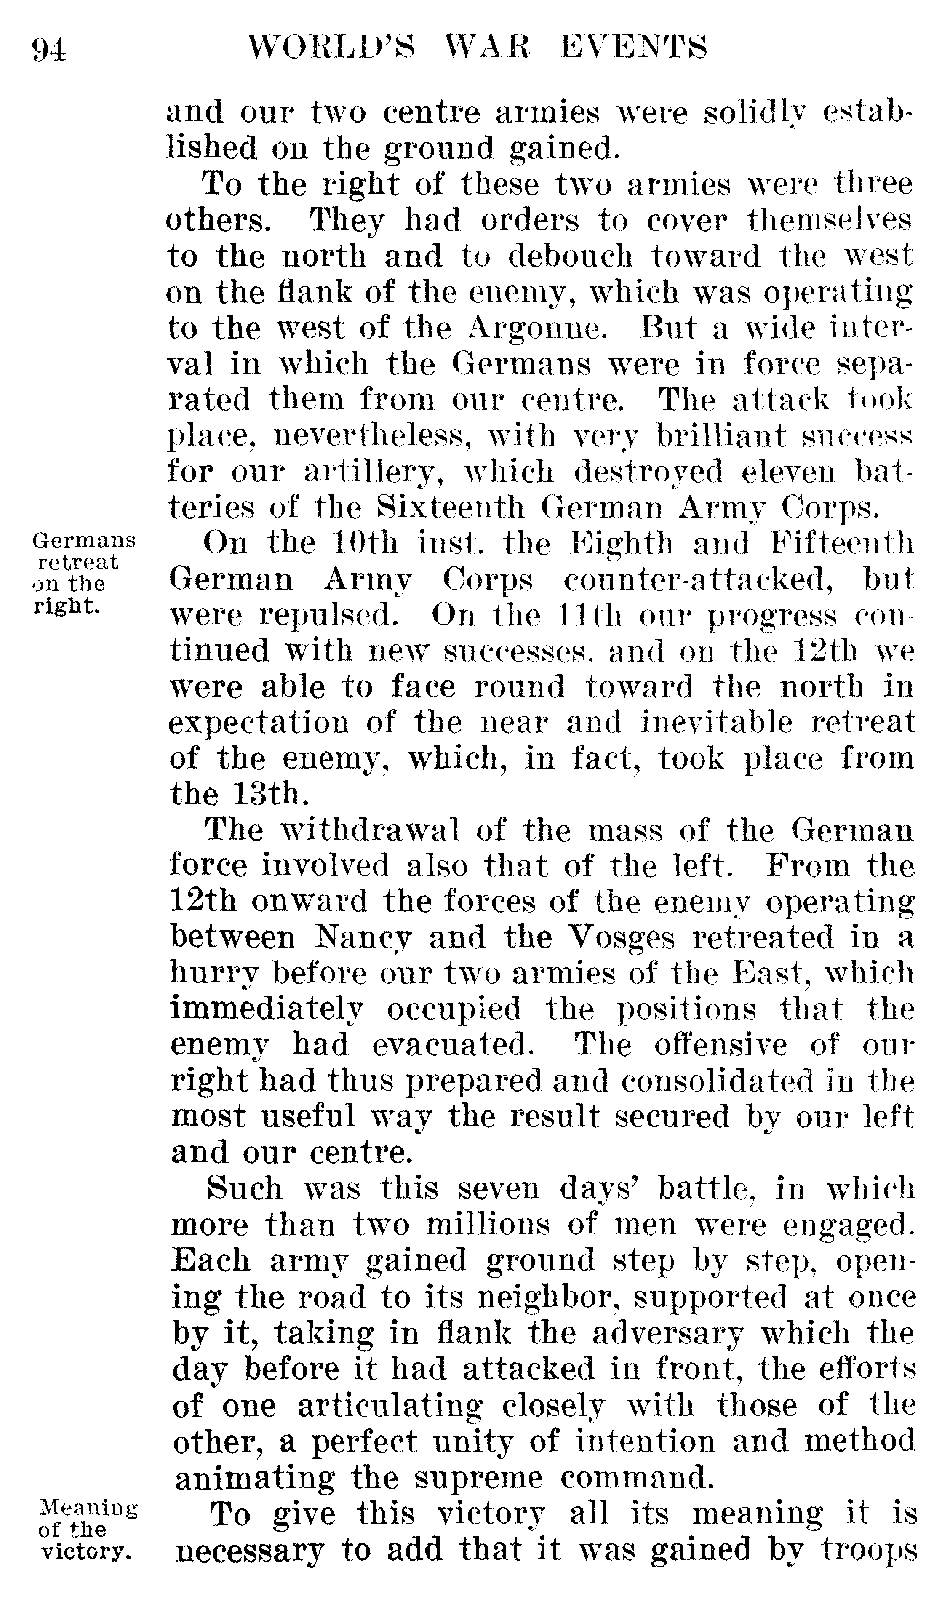 94 WORLD'S WAR EVENTS
and our two centre armies were solidly estab-
lished on the ground gained.
To the right of these two armies were three
others. They had orders to cover themselves
to the north and to debouch toward the west
on the flank of the enemy, which was operating
to the west of the Argonne. But a wide inter-
val in which the Germans were in force sepa-
rated them from our centre. The attack took
place, nevertheless, with very brilliant success
for our artillery, which destroyed eleven bat-
teries of the Sixteenth German Army Corps.
Germans
retreat
on the
right.
On the 10th inst. the Eighth and Fifteenth
German Army Corps counter-attacked, but
were repulsed. On the 11th our progress con-
tinued with new successes, and on the 12th we
were able to face round toward the north in
expectation of the near and inevitable retreat
of the enemy, which, in fact, took place from
the 13th.
The withdrawal of the mass of the German
force involved also that of the left. From the
12th onward the forces of the enemy operating
between Nancy and the Vosges retreated in a
hurry before our two armies of the East, which
immediately occupied the positions that the
enemy had evacuated. The offensive of our
right had thus prepared and consolidated in the
most useful way the result secured by our left
and our centre.
Such was this seven days' battle, in which
more than two millions of men were engaged.
Each army gained ground step by step, open-
ing the road to its neighbor, supported at once
by it, taking in flank the adversary which the
day before it had attacked in front, the efforts
of one articulating closely with those of the
other, a perfect unity of intention and method
animating the supreme command.
Meaning
of the
victory.
To give this victory all its meaning it is
necessary to add that it was gained by troops